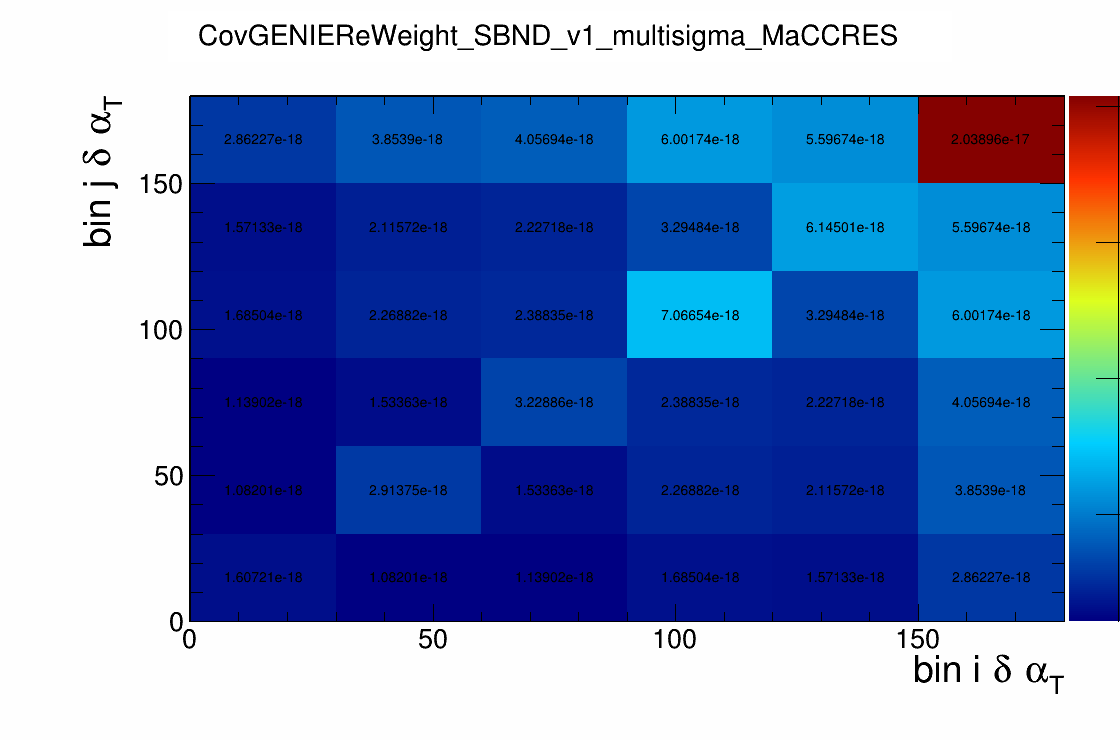 CovGENIEReWeight_SBND_v1_multisigma_MaCCRES
bin j δ α_T
2.86227e-18 3.8539e-18 4.05694e-18 6.00174e-18 5.59674e-18 2.03896e-17
150
1.57133e-18 2.11572e-18 2.22718e-18 3.29484e-18 6.14501e-18 5.59674e-18
100
1.68504e-18 2.26882e-18 2.38835e-18 7.06654e-18 3.29484e-18 6.00174e-18
1.13902e-18 1.53363e-18 3.22886e-18 2.38835e-18 2.22718e-18 4.05694e-18
50
1.08201e-18 2.91375e-18 1.53363e-18 2.26882e-18 2.11572e-18 3.8539e-18
1.60721e-18 1.08201e-18 1.13902e-18 1.68504e-18 1.57133e-18 2.86227e-18
0
0 50 100 150
bin i δ α_T